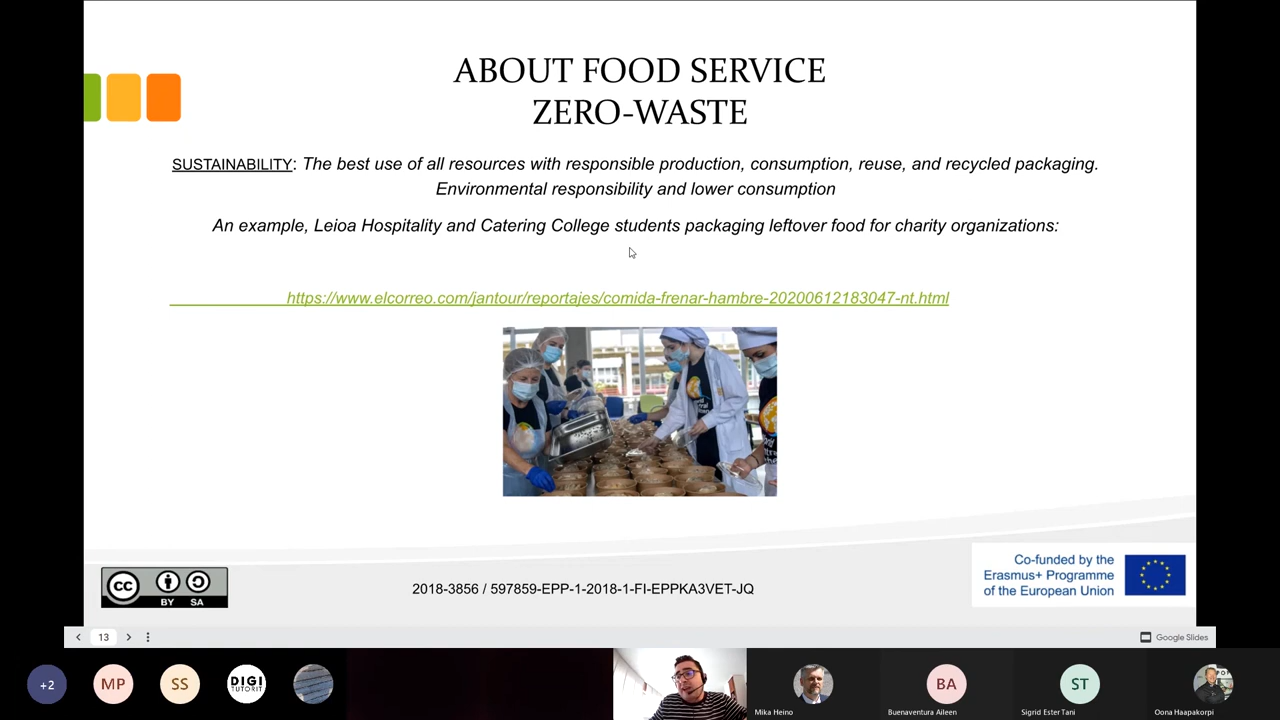 ABOUT FOOD SERVICE
ZERO-WASTE
SUSTAINABILITY: The best use of all resources with responsible production, consumption, reuse, and recycled packaging.
Environmental responsibility and lower consumption
An example, Leioa Hospitality and Catering College students packaging leftover food for charity organizations:
https://www.elcorreo.com/jantour/reportajes/comida-frenar-hambre-20200612183047-nt.html
cc
BY SA
2018-3856 / 597859-EPP-1-2018-1-FI-EPPKA3VET-JQ
Co-funded by the
Erasmus+ Programme
of the European Union
13
Google Slides
+2
MP
SS
DIGI
TUTORIT
BA
ST
Mika Heino
Buenaventura Aileen
Sigrid Ester Tani
Oona Haapakorpi